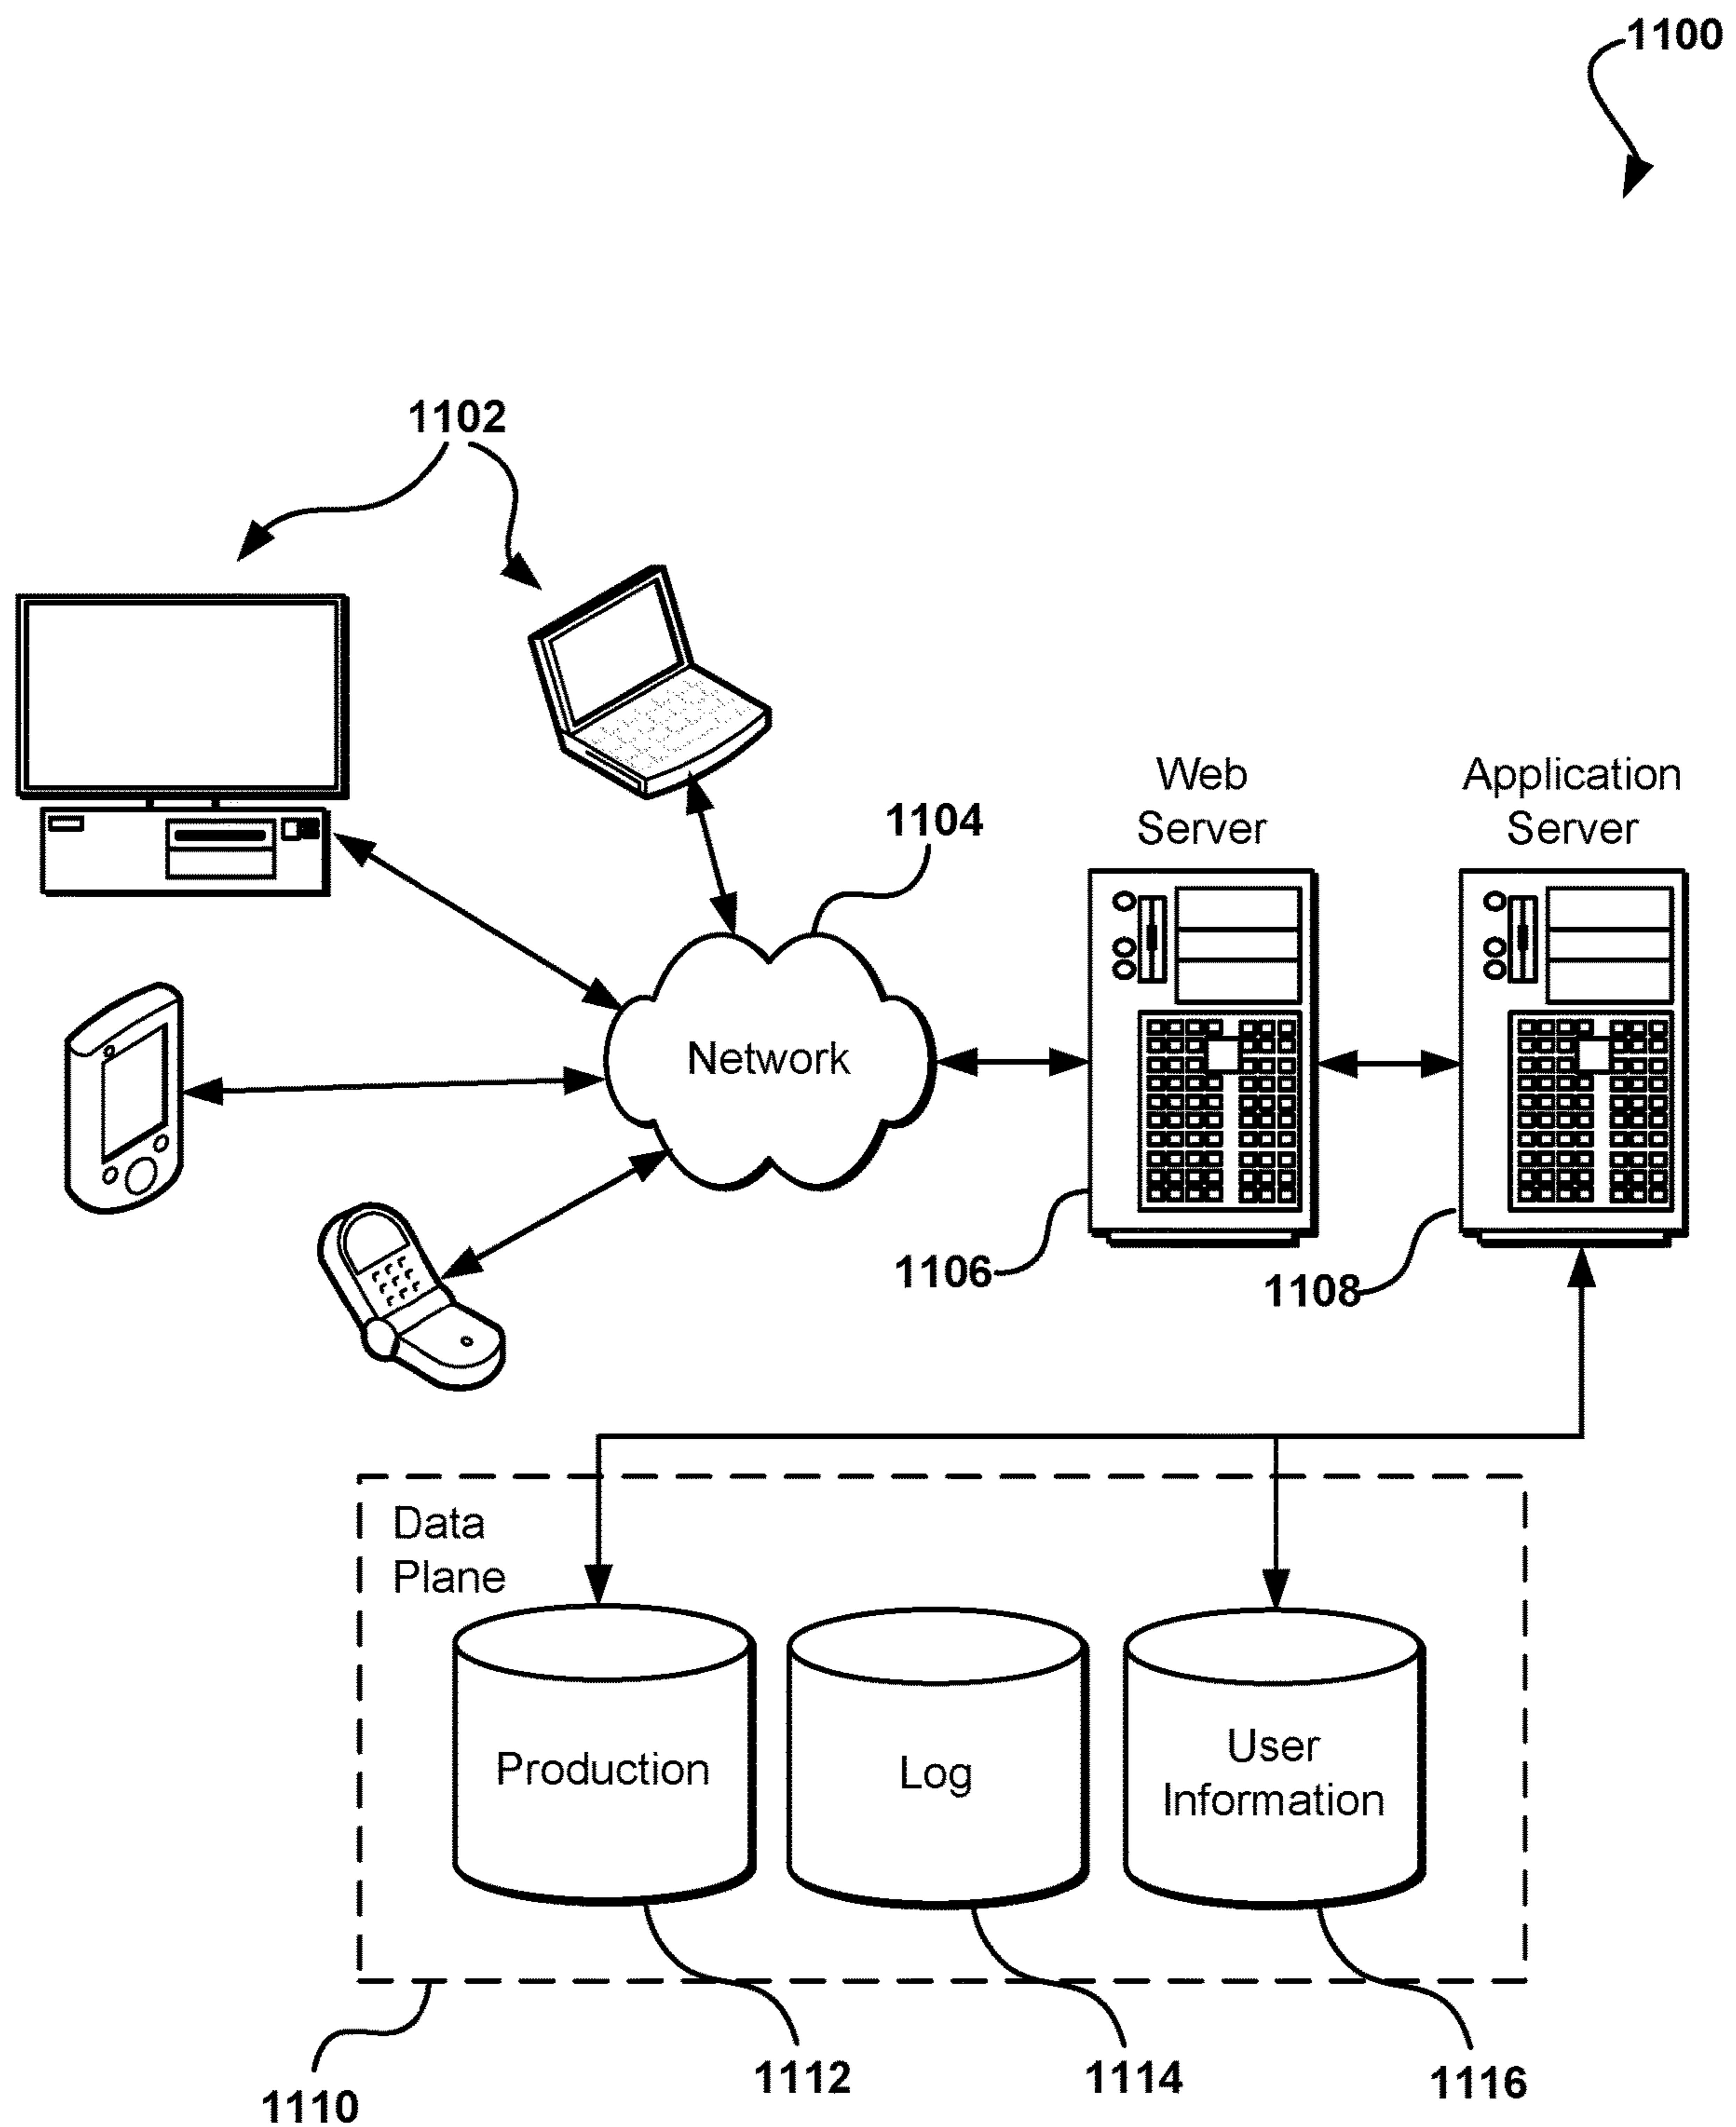 1100
1102
Web
Server
Application
Server
1104
Network
1106
1108
Data
Plane
Production
Log
User
Information
1110
1112
1114
1116